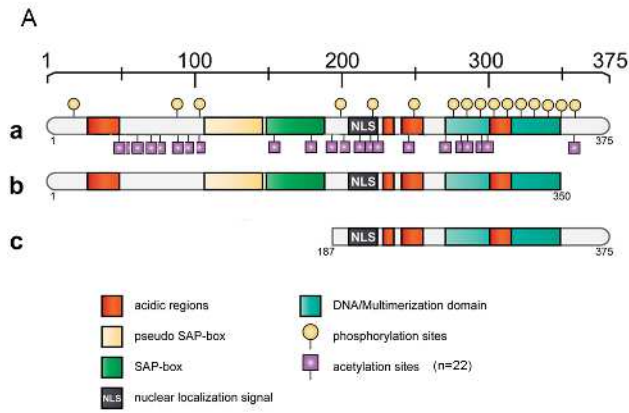 A
1 100 200 300 375
a NLS
1 375
b NLS
1 350
c NLS
187 375
acidic regions DNA/Multimerization domain
pseudo SAP-box phosphorylation sites
SAP-box acetylation sites (n=22)
NLS nuclear localization signal